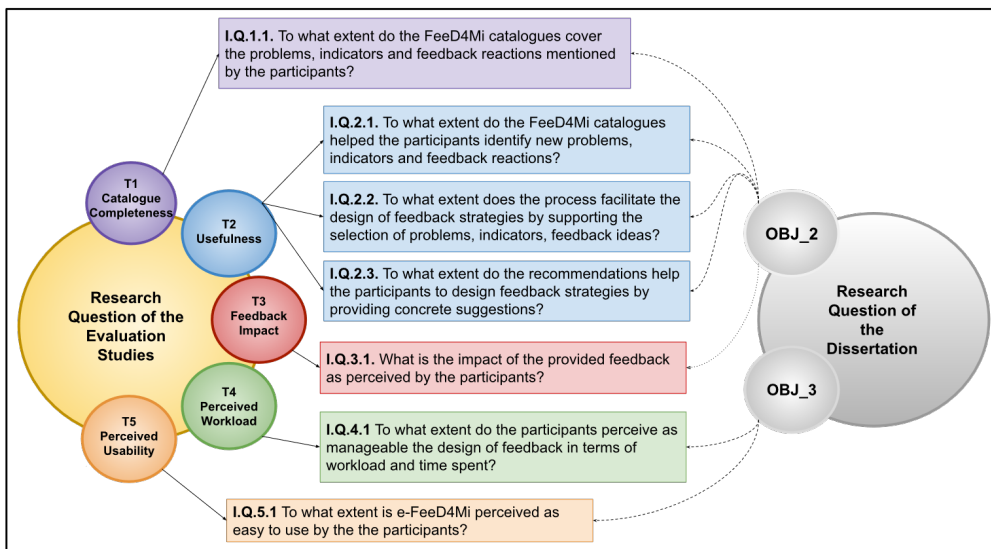 I.Q.1.1. To what extent do the FeeD4Mi catalogues cover
the problems, indicators and feedback reactions mentioned
by the participants?
I.Q.2.1. To what extent do the FeeD4Mi catalogues
helped the participants identify new problems,
indicators and feedback reactions?
T1
Catalogue
Completeness
T2
Usefulness
I.Q.2.2. To what extent does the process facilitate the
design of feedback strategies by supporting the
selection of problems, indicators, feedback ideas?
OBJ_2
I.Q.2.3. To what extent do the recommendations help
the participants to design feedback strategies by
providing concrete suggestions?
Research
Question of the
Evaluation
Studies
T3
Feedback
Impact
Research
Question of
the
Dissertation
I.Q.3.1. What is the impact of the provided feedback
as perceived by the participants?
OBJ_3
T4
Perceived
Workload
T5
Perceived
Usability
I.Q.4.1 To what extent do the participants perceive as
manageable the design of feedback in terms of
workload and time spent?
I.Q.5.1 To what extent is e-FeeD4Mi perceived as
easy to use by the the participants?